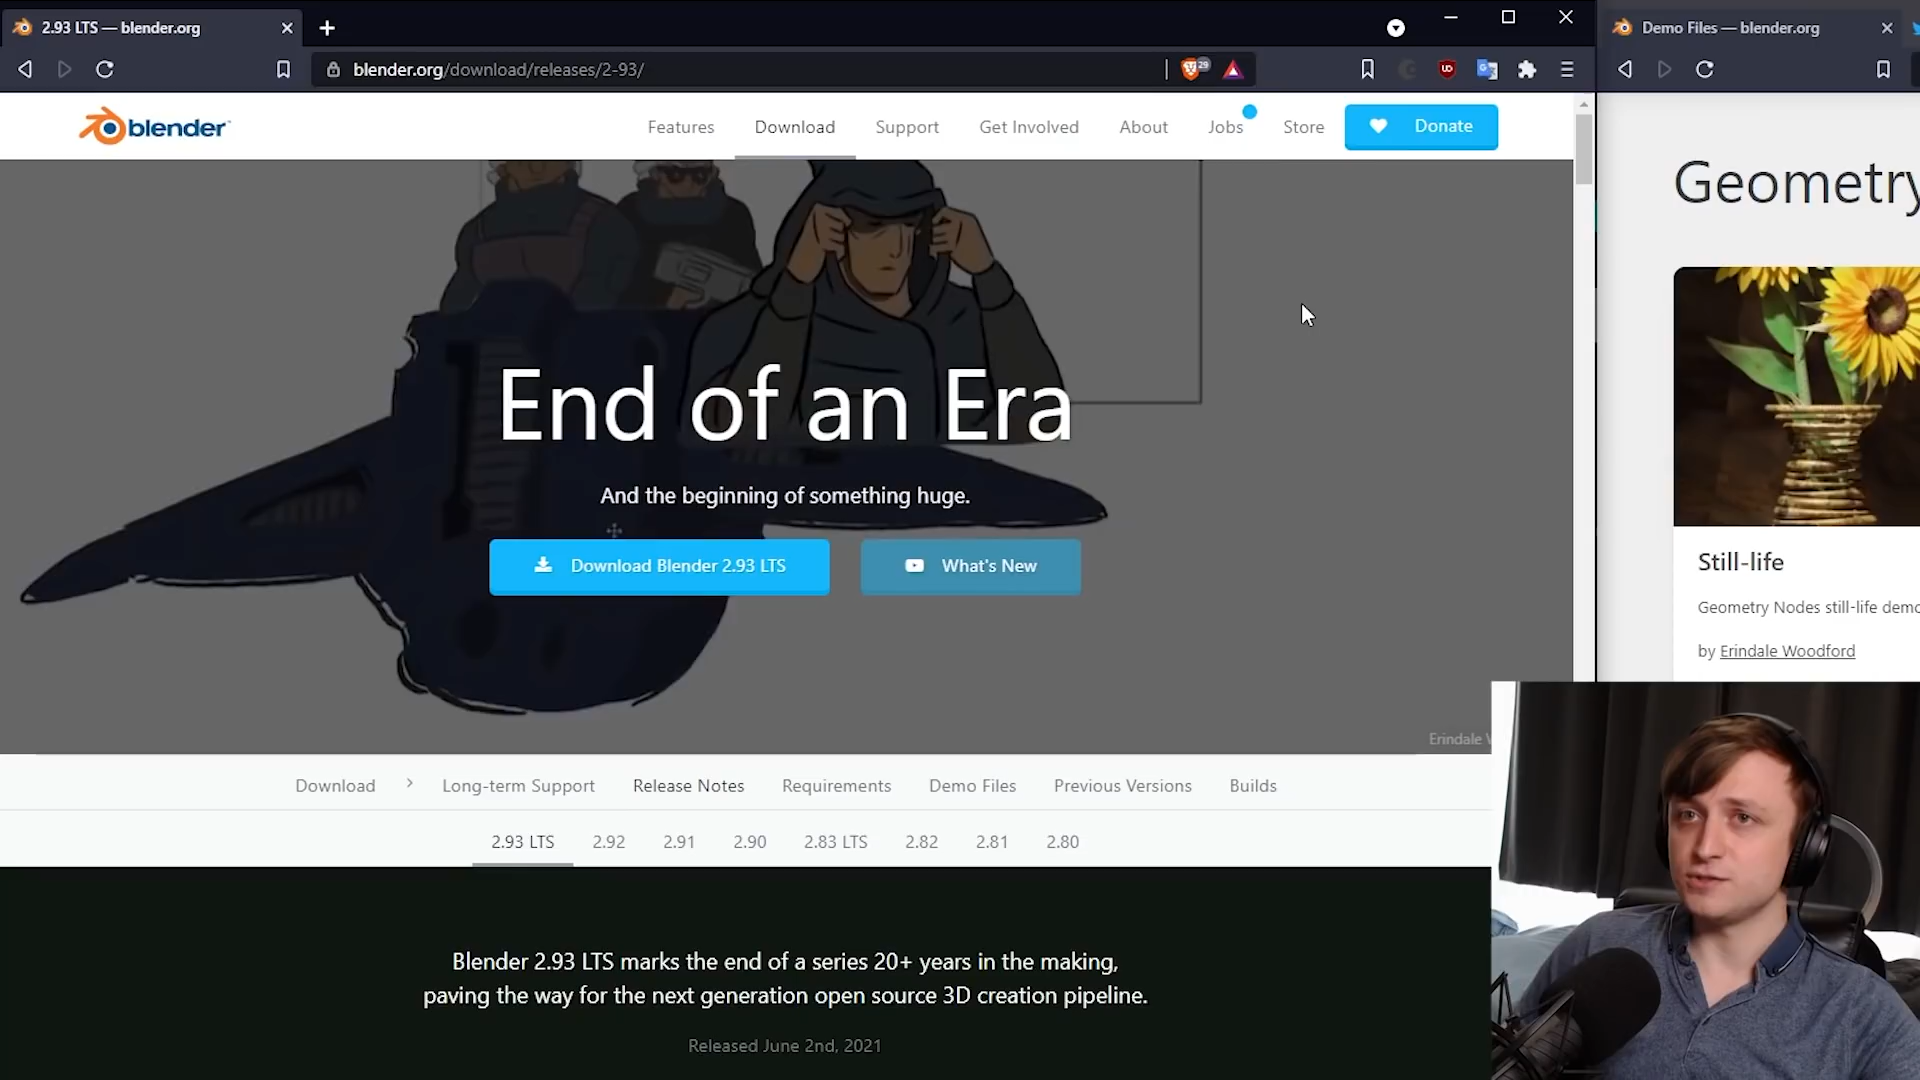 2.93 LTS — blender.org
Demo Files — blender.org
blender.org/download/releases/2-93/
29
blender
Features
Download
Support
Get Involved
About
Jobs
Store
Donate
End of an Era
And the beginning of something huge.
Download Blender 2.93 LTS
What's New
Erindale
Download
Long-term Support
Release Notes
Requirements
Demo Files
Previous Versions
Builds
2.93 LTS
2.92
2.91
2.90
2.83 LTS
2.82
2.81
2.80
Blender 2.93 LTS marks the end of a series 20+ years in the making,
paving the way for the next generation open source 3D creation pipeline.
Released June 2nd, 2021
Geometry
Still-life
Geometry Nodes still-life demo
by Erindale Woodford